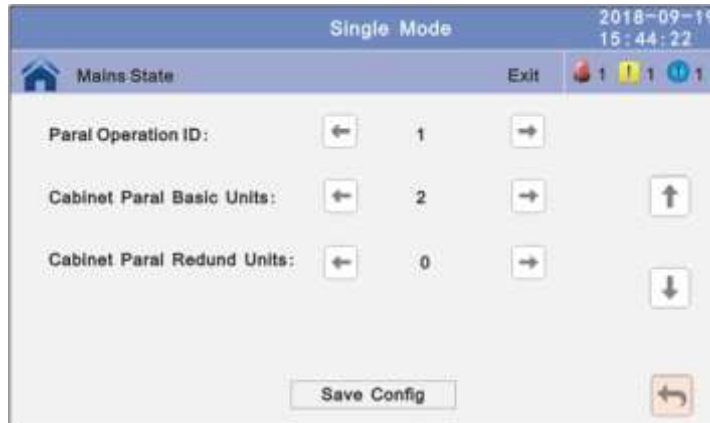 Single Mode
2018-09-19
15:44:22
Mains State Exit 1 1 1
Paral Operation ID: 1
Cabinet Paral Basic Units: 2
Cabinet Paral Redund Units: 0
Save Config